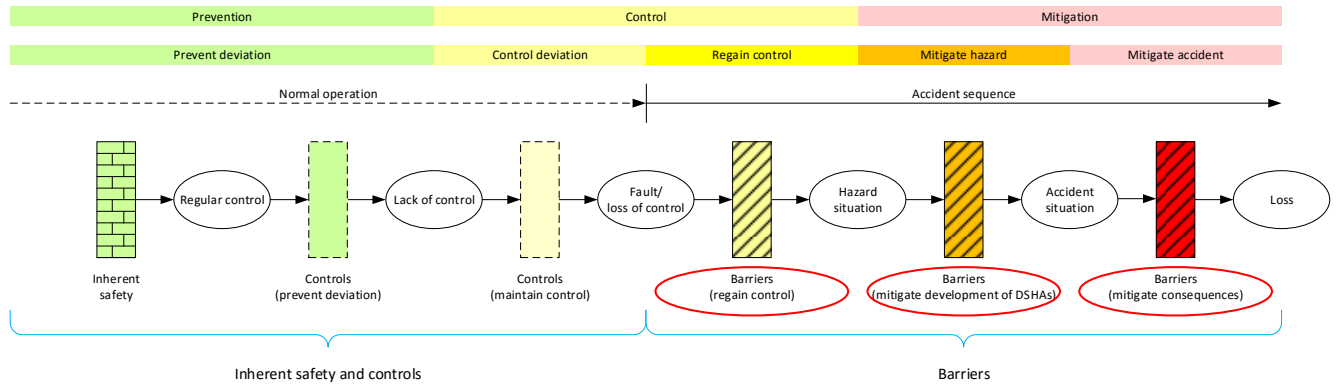 Prevention
Control
Mitigation
Prevent deviation
Control deviation
Regain control
Mitigate hazard
Mitigate accident
Normal operation
Accident sequence
Regular control
Lack of control
Fault/
loss of control
Hazard
situation
Accident
situation
Loss
Inherent
safety
Controls
(prevent deviation)
Controls
(maintain control)
Barriers
(regain control)
Barriers
(mitigate development of DSHAs)
Barriers
(mitigate consequences)
Inherent safety and controls
Barriers